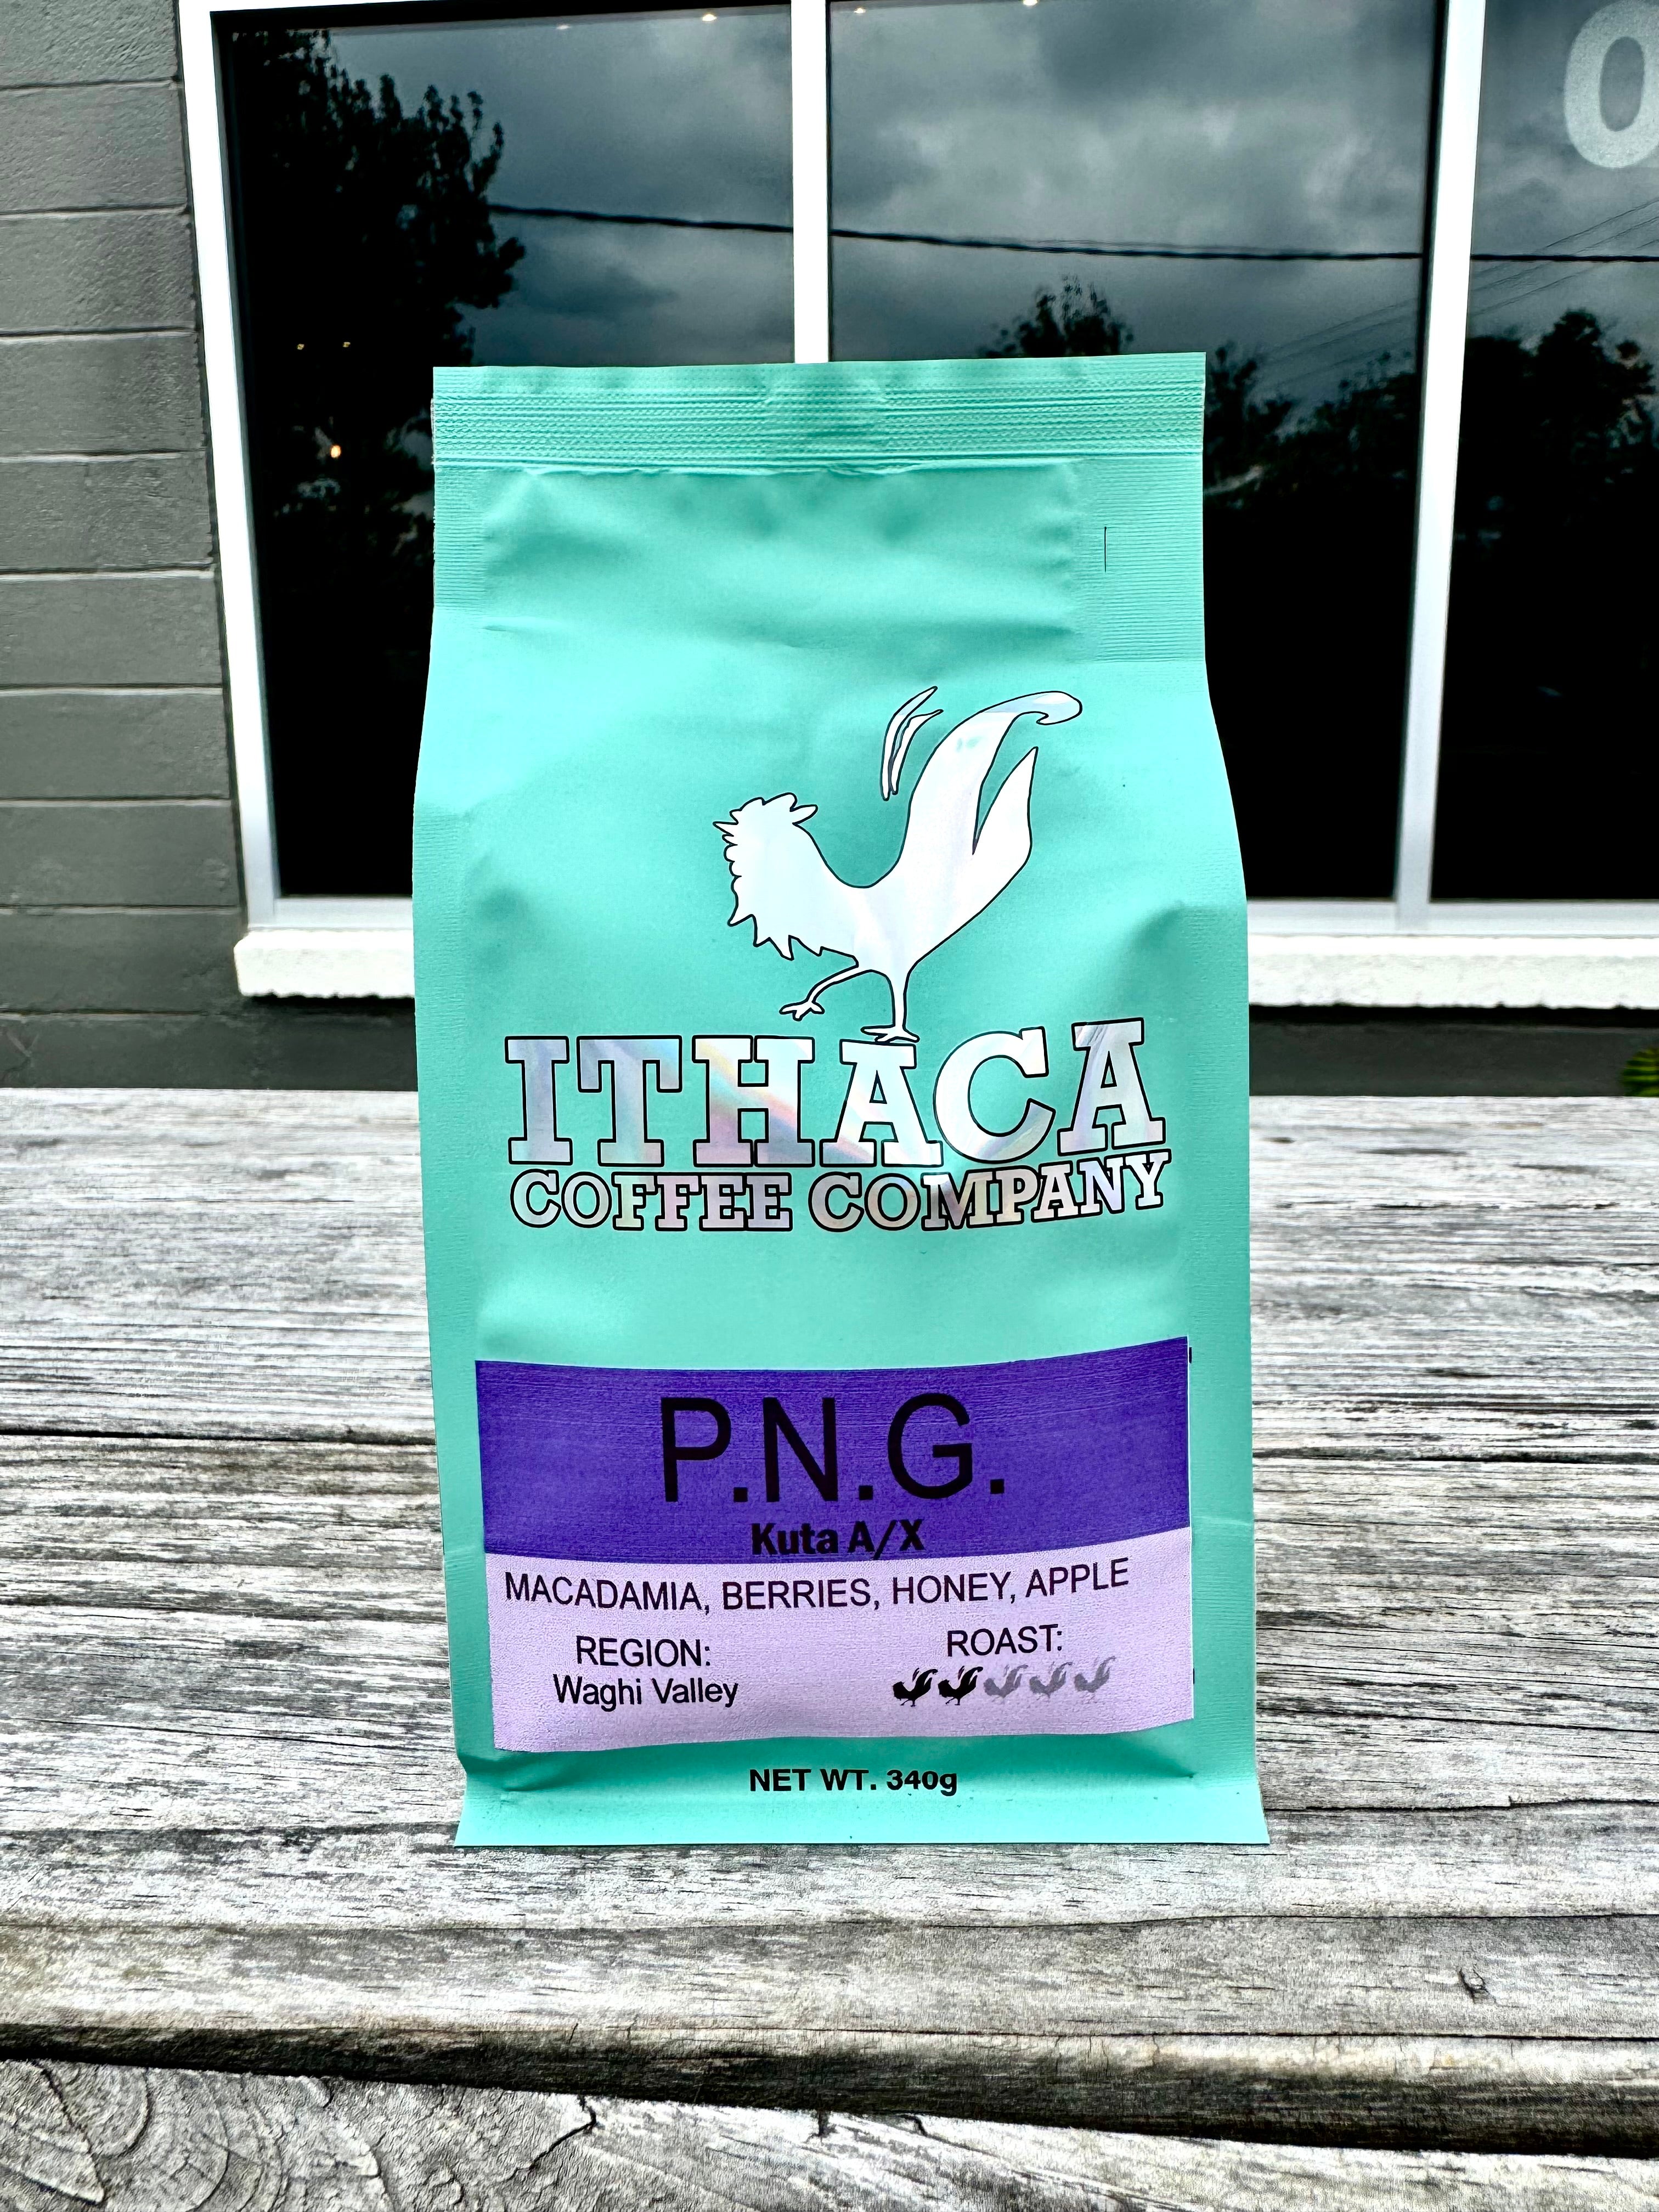 O
ITHACA
COFFEE COMPANY
P.N.G.
Kuta A/X
MACADAMIA, BERRIES, HONEY, APPLE
REGION:
Waghi Valley
ROAST:
NET WT. 340g